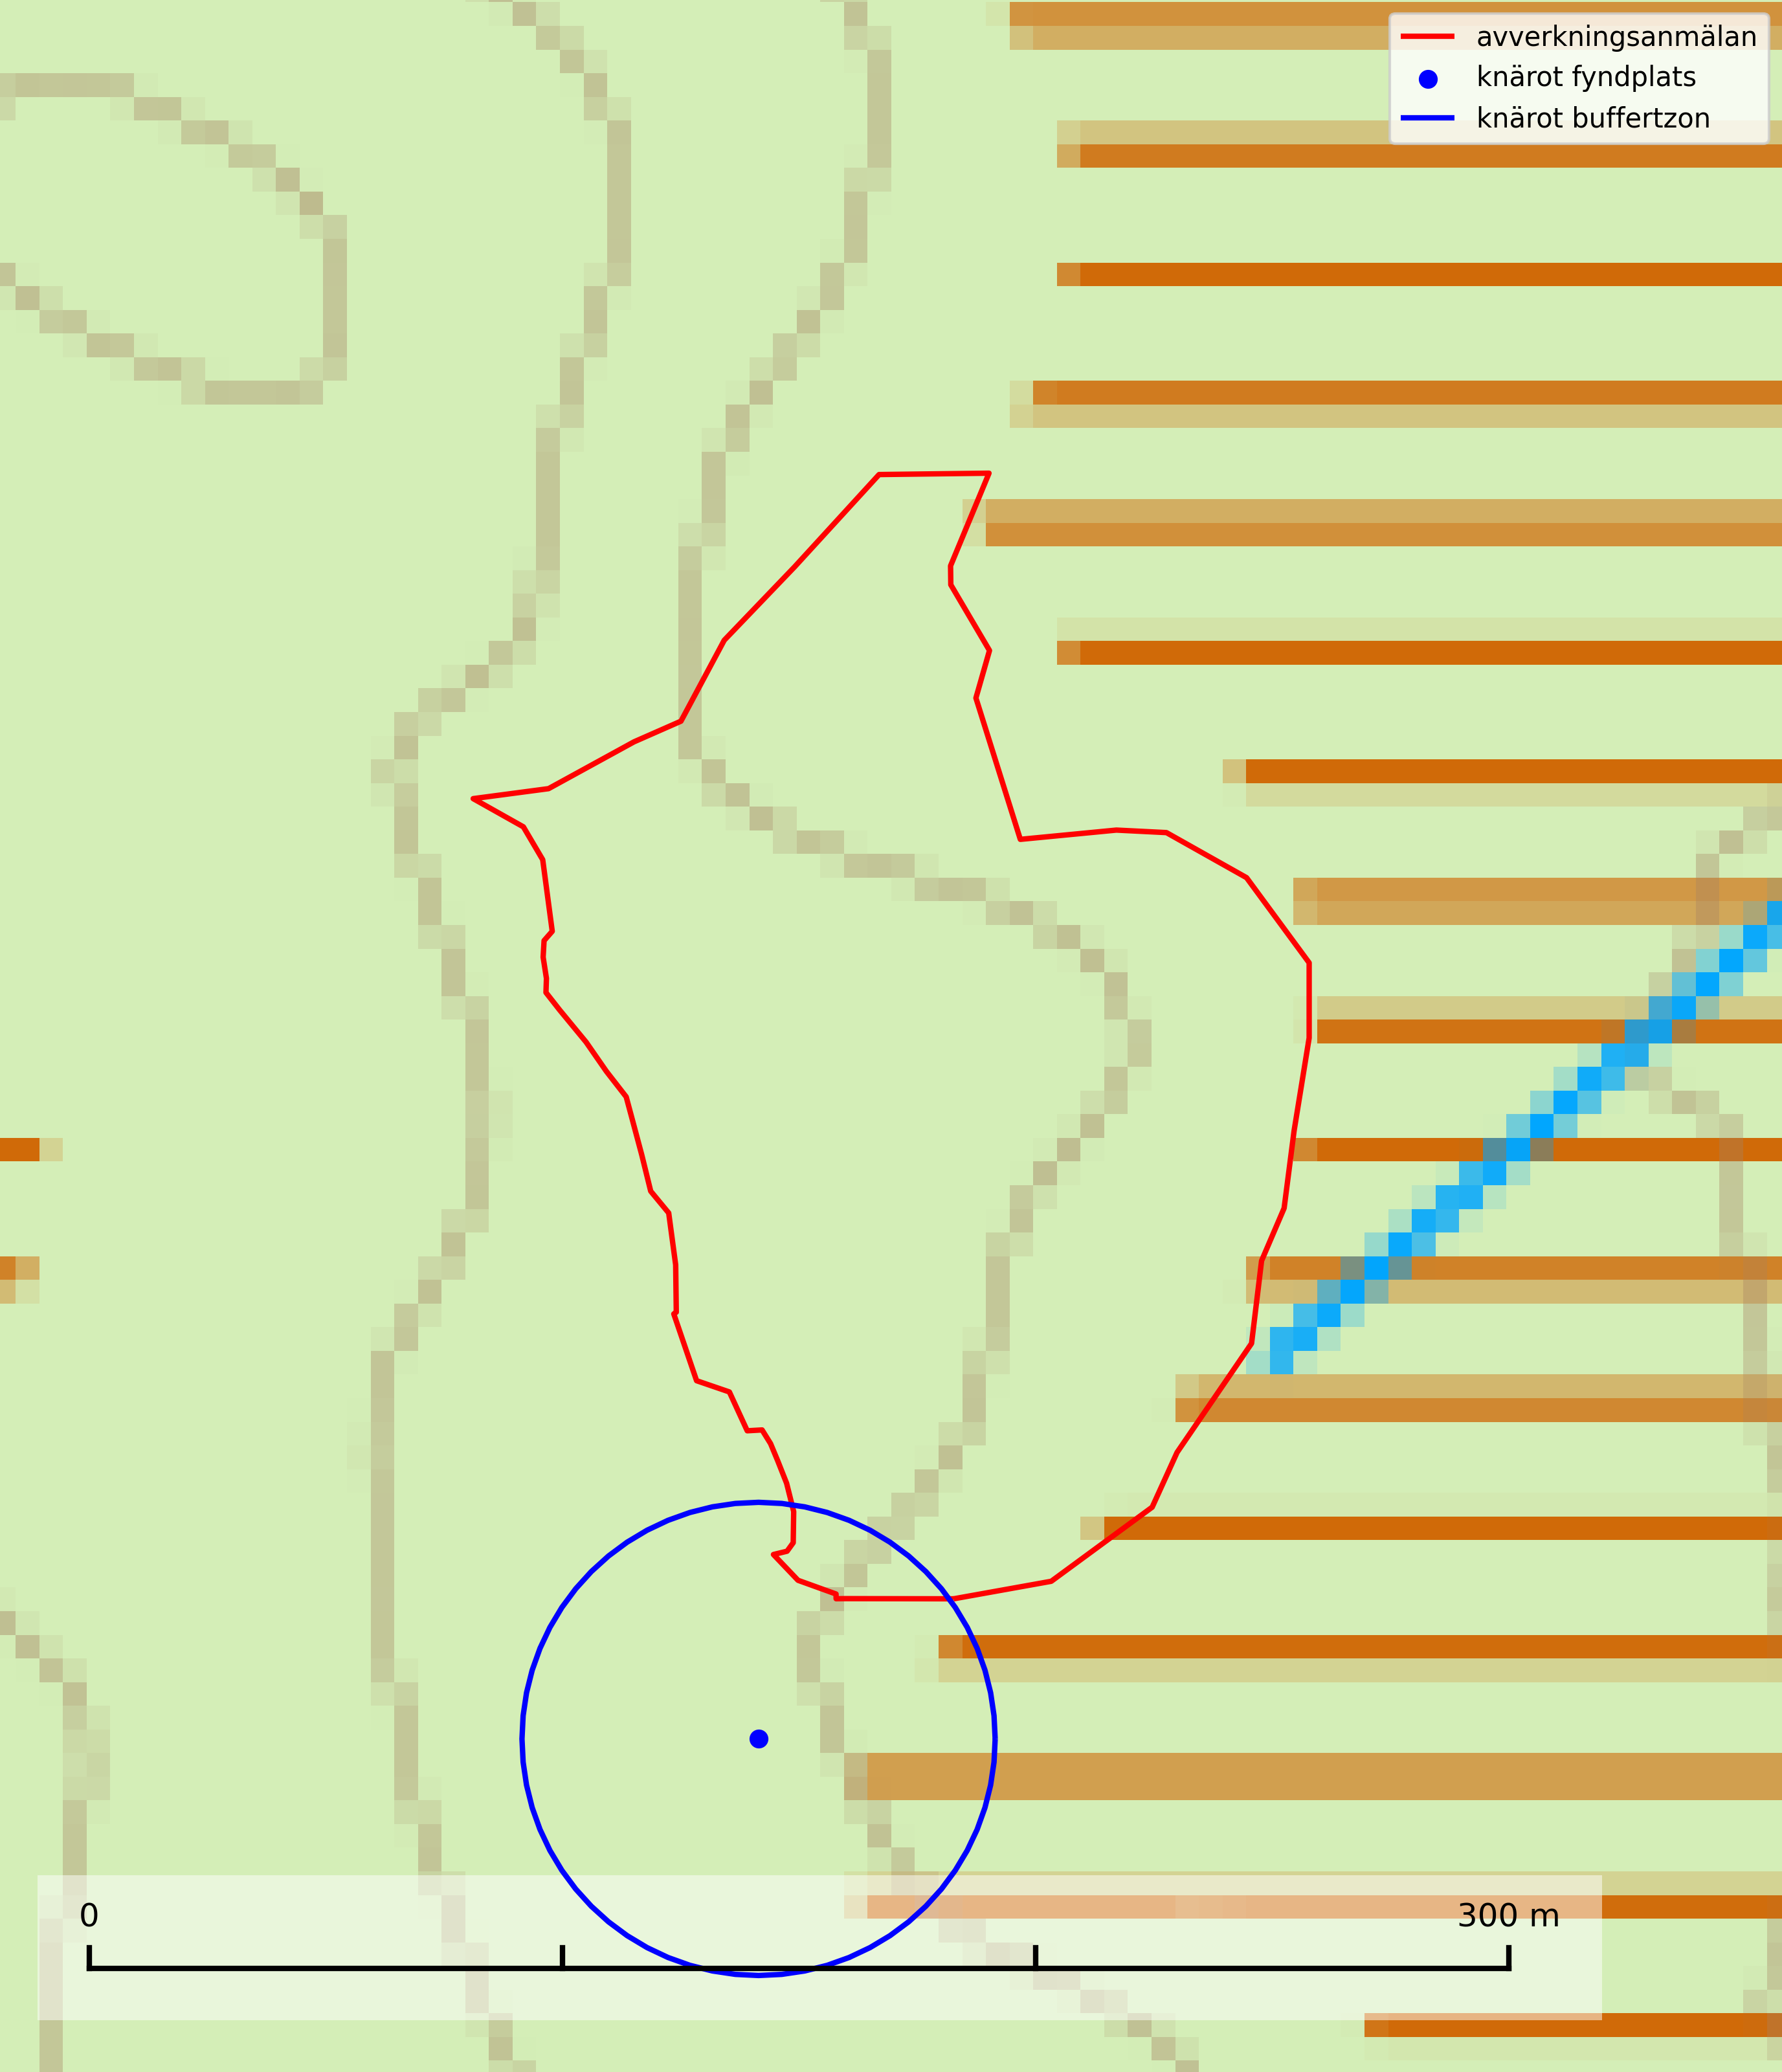 avverkningsanmälan
knärot fyndplats
knärot buffertzon
0 300 m